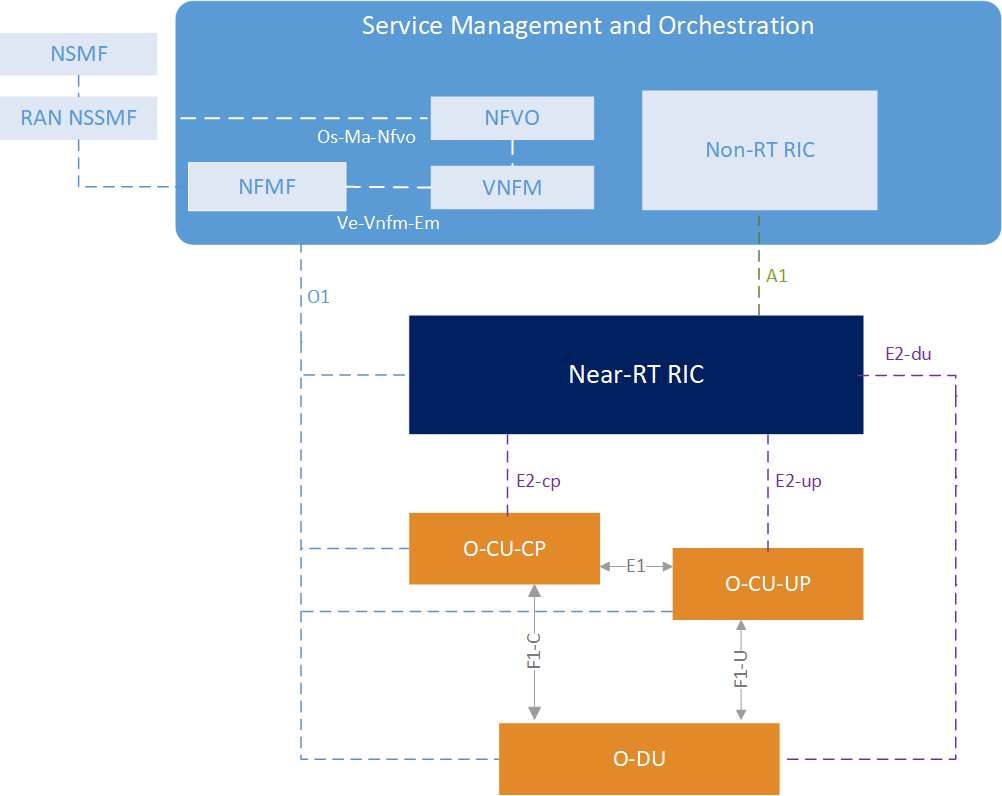 Service Management and Orchestration
NSMF
RAN NSSMF
NFVO
Os-Ma-Nfvo
Non-RT RIC
NFMF
VNFM
Ve-Vnfm-Em
A1
O1
E2-du
Near-RT RIC
E2-cp
E2-up
O-CU-CP
E1
O-CU-UP
F1-C
F1-U
O-DU